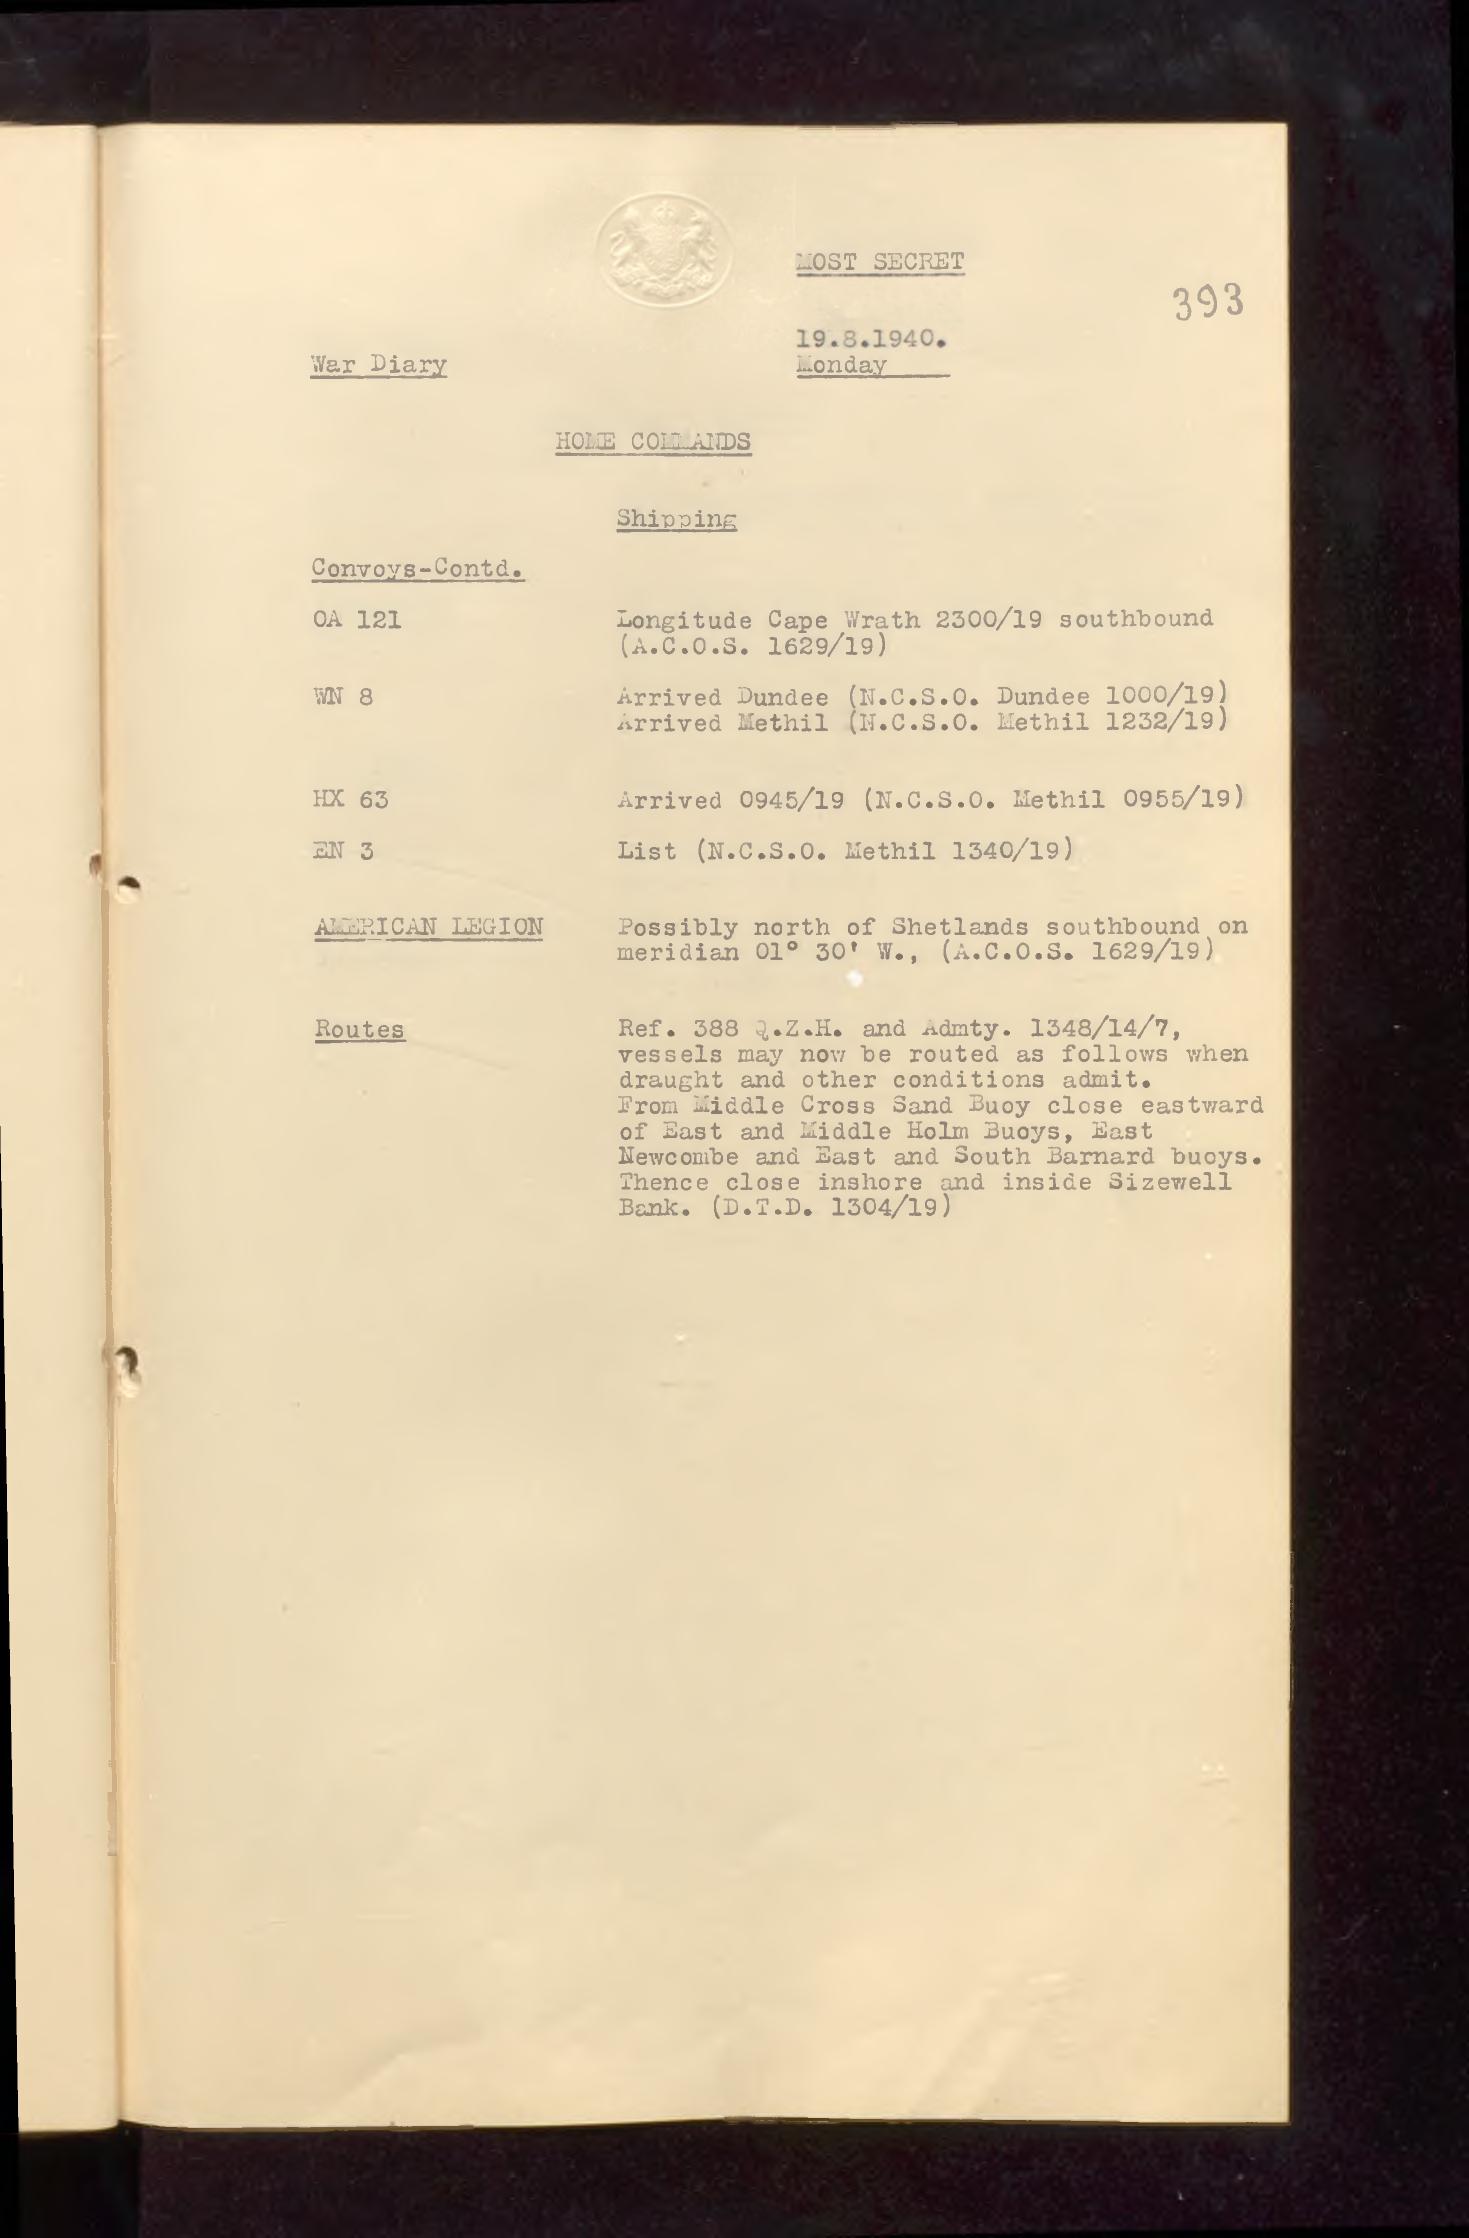 MOST SECRET
393
19.8.1940.
War Diary Monday
HOME COMMANDS
Shipping
Convoys-Contd.
OA 121 Longitude Cape Wrath 2300/19 southbound
(A.C.O.S. 1629/19)
WN 8 Arrived Dundee (N.C.S.O. Dundee 1000/19)
Arrived Methil (N.C.S.O. Methil 1232/19)
HX 63 Arrived 0945/19 (N.C.S.O. Methil 0955/19)
EN 3 List (N.C.S.O. Methil 1340/19)
AMERICAN LEGION Possibly north of Shetlands southbound on
meridian 01° 30' W., (A.C.O.S. 1629/19)
Routes Ref. 388 Q.Z.H. and Admty. 1348/14/7,
vessels may now be routed as follows when
draught and other conditions admit.
From Middle Cross Sand Buoy close eastward
of East and Middle Holm Buoys, East
Newcombe and East and South Barnard buoys.
Thence close inshore and inside Sizewell
Bank. (D.T.D. 1304/19)